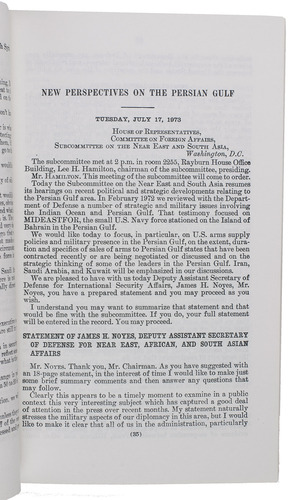 NEW PERSPECTIVES ON THE PERSIAN GULF
TUESDAY, JULY 17, 1973
HOUSE OF REPRESENTATIVES,
COMMITTEE ON FOREIGN AFFAIRS,
SUBCOMMITTEE ON THE NEAR EAST AND SOUTH ASIA,
Washington, D.C.
The subcommittee met at 2 p.m. in room 2255, Rayburn House Office
Building, Lee H. Hamilton, chairman of the subcommittee, presiding.
Mr. HAMILTON. This meeting of the subcommittee will come to order.
Today the Subcommittee on the Near East and South Asia resumes
its hearings on recent political and strategic developments relating to
the Persian Gulf area. In February 1972 we reviewed with the Depart-
ment of Defense a number of strategic and military issues involving
the Indian Ocean and Persian Gulf. That testimony focused on
MIDEASTFOR, the small U.S. Navy force stationed on the Island of
Bahrain in the Persian Gulf.
We would like today to focus, in particular, on U.S. arms supply
policies and military presence in the Persian Gulf, on the extent, dura-
tion and specifics of sales of arms to Persian Gulf states that have been
contracted recently or are being negotiated or discussed and on the
strategic thinking of some of the leaders in the Persian Gulf. Iran,
Saudi Arabia, and Kuwait will be emphasized in our discussions.
We are pleased to have with us today Deputy Assistant Secretary of
Defense for International Security Affairs, James H. Noyes. Mr.
Noyes, you have a prepared statement and you may proceed as you
wish.
I understand you may want to summarize that statement and that
would be fine with the subcommittee. If you do, your full statement
will be entered in the record. You may proceed.
STATEMENT OF JAMES H. NOYES, DEPUTY ASSISTANT SECRETARY
OF DEFENSE FOR NEAR EAST, AFRICAN, AND SOUTH ASIAN
AFFAIRS
Mr. NOYES. Thank you, Mr. Chairman. As you have suggested with
an 18-page statement, in the interest of time I would like to make just
some brief summary comments and then answer any questions that
may follow.
Clearly this appears to be a timely moment to examine in a public
context this very interesting subject which has captured a good deal
of attention in the press over recent months. My statement naturally
stresses the military aspects of our diplomacy in this area, but I would
like to make it clear that all of us in the administration, particularly
(35)